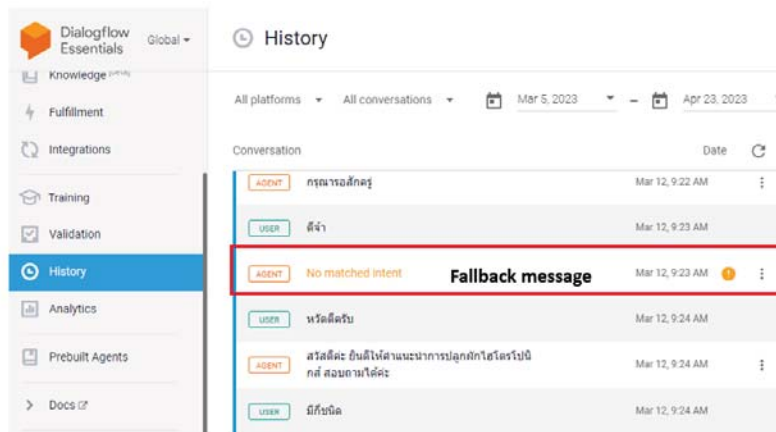 Dialogflow
Essentials
Global
History
Knowledge
Fulfillment
Integrations
Training
Validation
History
Analytics
Prebuilt Agents
Docs
All platforms
All conversations
Mar 5, 2023
–
Apr 23, 2023
Conversation
Date
AGENT
กรุณารอสักครู่
Mar 12, 9:22 AM
USER
ดีจ้า
Mar 12, 9:23 AM
AGENT
No matched intent
Fallback message
Mar 12, 9:23 AM
USER
หวัดดีครับ
Mar 12, 9:24 AM
AGENT
สวัสดีค่ะ ยินดีให้คำแนะนำการปลูกผักไฮโดรโปนิ
กส์ สอบถามได้ค่ะ
Mar 12, 9:24 AM
USER
มีกี่ชนิด
Mar 12, 9:24 AM